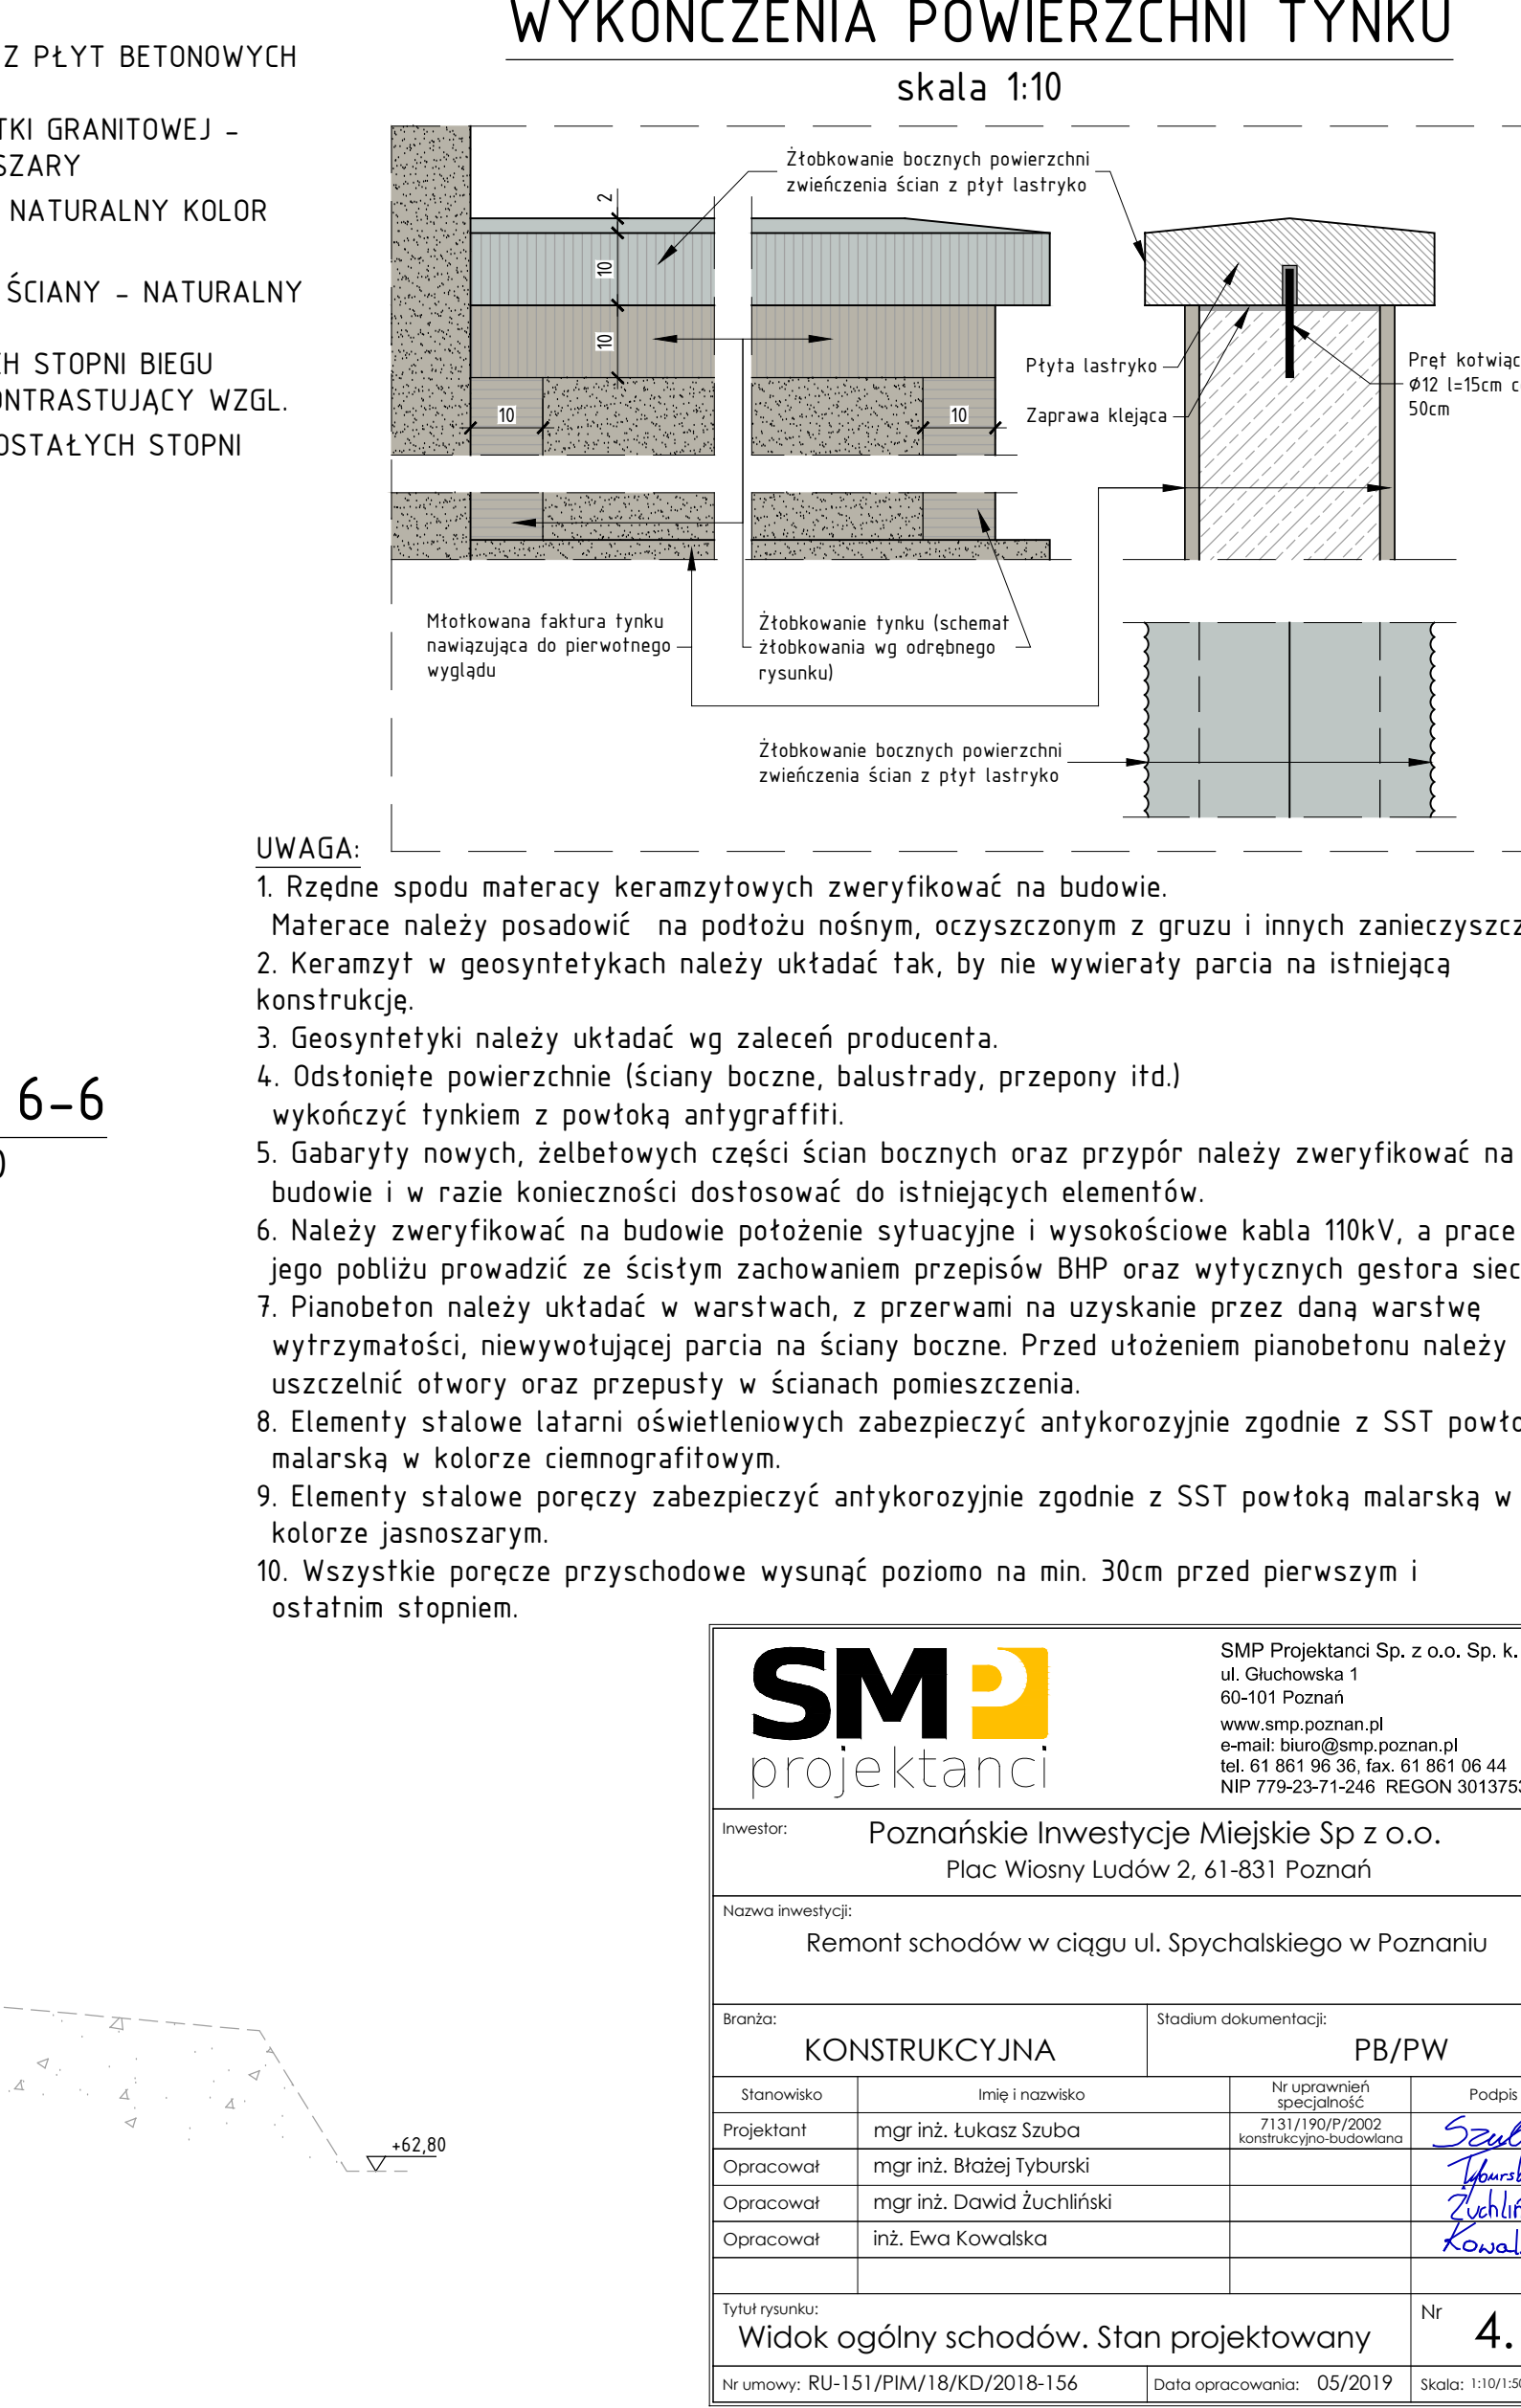 WYKOŃCZENIA POWIERZCHNI TYNKU
skala 1:10
Z PŁYT BETONOWYCH
GRANITOWEJ -
NATURALNY KOLOR
ŚCIANY - NATURALNY
STOPNI BIEGU
WZGL.
STOPNI
Żłobkowanie bocznych powierzchni
zwieńczenia ścian z płyt lastryko
2
10
10
10
10
Płyta lastryko
Zaprawa klejąca
Pręt
Ø12 l=15cm
50cm
Młotkowana faktura tynku
nawiązująca do pierwotnego
wyglądu
Żłobkowanie tynku (schemat
żłobkowania wg odrębnego
rysunku)
Żłobkowanie bocznych powierzchni
zwieńczenia ścian z płyt lastryko
6-6
UWAGA:
1. Rzędne spodu materacy keramzytowych zweryfikować na budowie.
Materace należy posadowić na podłożu nośnym, oczyszczonym z gruzu i innych
2. Keramzyt w geosyntetykach należy układać tak, by nie wywierały parcia na istniejącą
konstrukcję.
3. Geosyntetyki należy układać wg zaleceń producenta.
4. Odsłonięte powierzchnie (ściany boczne, balustrady, przepony itd.)
wykończyć tynkiem z powłoką antygraffiti.
5. Gabaryty nowych, żelbetowych części ścian bocznych oraz przypór należy zweryfikować na
budowie i w razie konieczności dostosować do istniejących elementów.
6. Należy zweryfikować na budowie położenie sytuacyjne i wysokościowe kabla 110kV, a prace
jego pobliżu prowadzić ze ścisłym zachowaniem przepisów BHP oraz wytycznych gestora
7. Pianobeton należy układać w warstwach, z przerwami na uzyskanie przez daną warstwę
wytrzymałości, niewywołującej parcia na ściany boczne. Przed ułożeniem pianobetonu należy
uszczelnić otwory oraz przepusty w ścianach pomieszczenia.
8. Elementy stalowe latarni oświetleniowych zabezpieczyć antykorozyjnie zgodnie z SST
malarską w kolorze ciemnografitowym.
9. Elementy stalowe poręczy zabezpieczyć antykorozyjnie zgodnie z SST powłoką malarską w
kolorze jasnoszarym.
10. Wszystkie poręcze przyschodowe wysunąć poziomo na min. 30cm przed pierwszym i
ostatnim stopniem.
SMP
projektanci
SMP Projektanci Sp. z o.o. Sp. k.
ul. Głuchowska 1
60-101 Poznań
www.smp.poznan.pl
e-mail: biuro@smp.poznan.pl
tel. 61 861 96 36, fax. 61 861 06 44
NIP 779-23-71-246 REGON
Inwestor:
Poznańskie Inwestycje Miejskie Sp z o.o.
Plac Wiosny Ludów 2, 61-831 Poznań
Nazwa inwestycji:
Remont schodów w ciągu ul. Spychalskiego w Poznaniu
Branża:
KONSTRUKCYJNA
Stadium dokumentacji:
PB/PW
Stanowisko Imię i nazwisko Nr uprawnień Podpis
specjalność
Projektant mgr inż. Łukasz Szuba 7131/190/P/2002
konstrukcyjno-budowlana
Opracował mgr inż. Błażej Tyburski
Opracował mgr inż. Dawid Żuchliński
Opracował inż. Ewa Kowalska
+62,80
Tytuł rysunku:
Widok ogólny schodów. Stan projektowany
Nr 4.
Nr umowy: RU-151/PIM/18/KD/2018-156 Data opracowania: 05/2019 Skala: 1:10/1:50